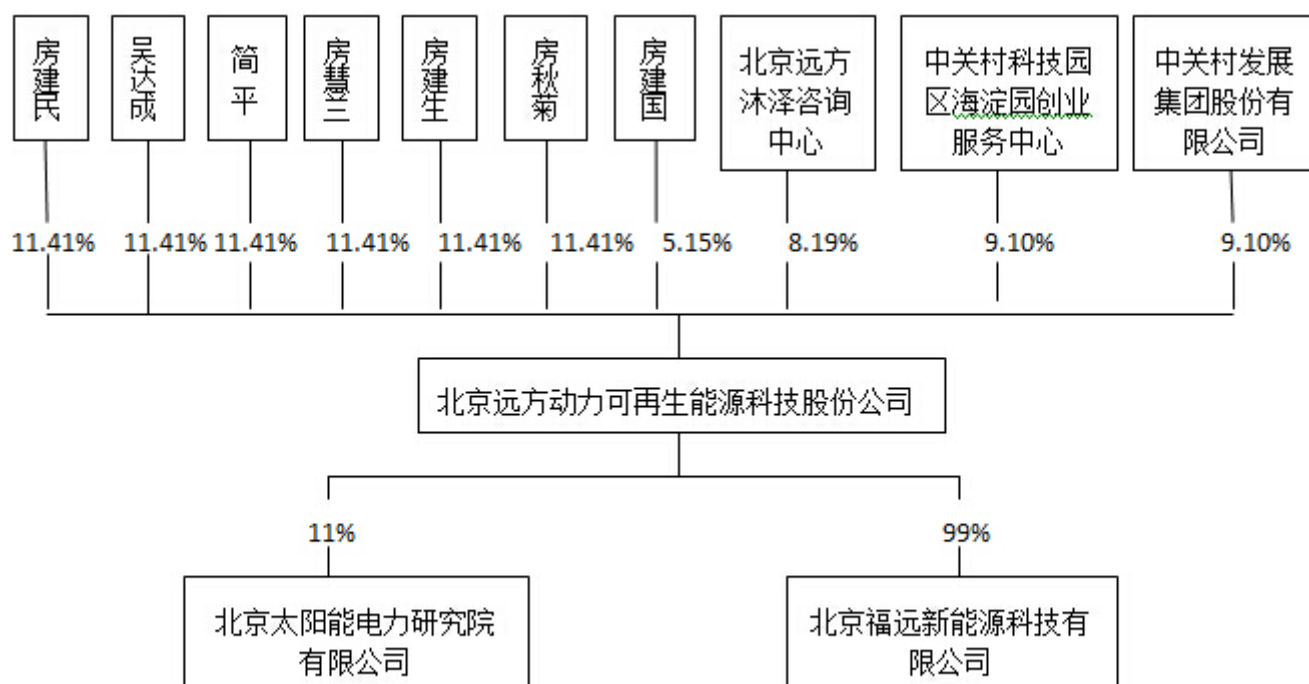 房建民
吴达成
简平
房慧兰
房建生
房秋菊
房建国
北京远方
沐泽咨询
中心
中关村科技园
区海淀园创业
服务中心
中关村发展
集团股份有
限公司
11.41%
11.41%
11.41%
11.41%
11.41%
11.41%
5.15%
8.19%
9.10%
9.10%
北京远方动力可再生能源科技股份公司
11%
99%
北京太阳能电力研究院
有限公司
北京福远新能源科技有
限公司